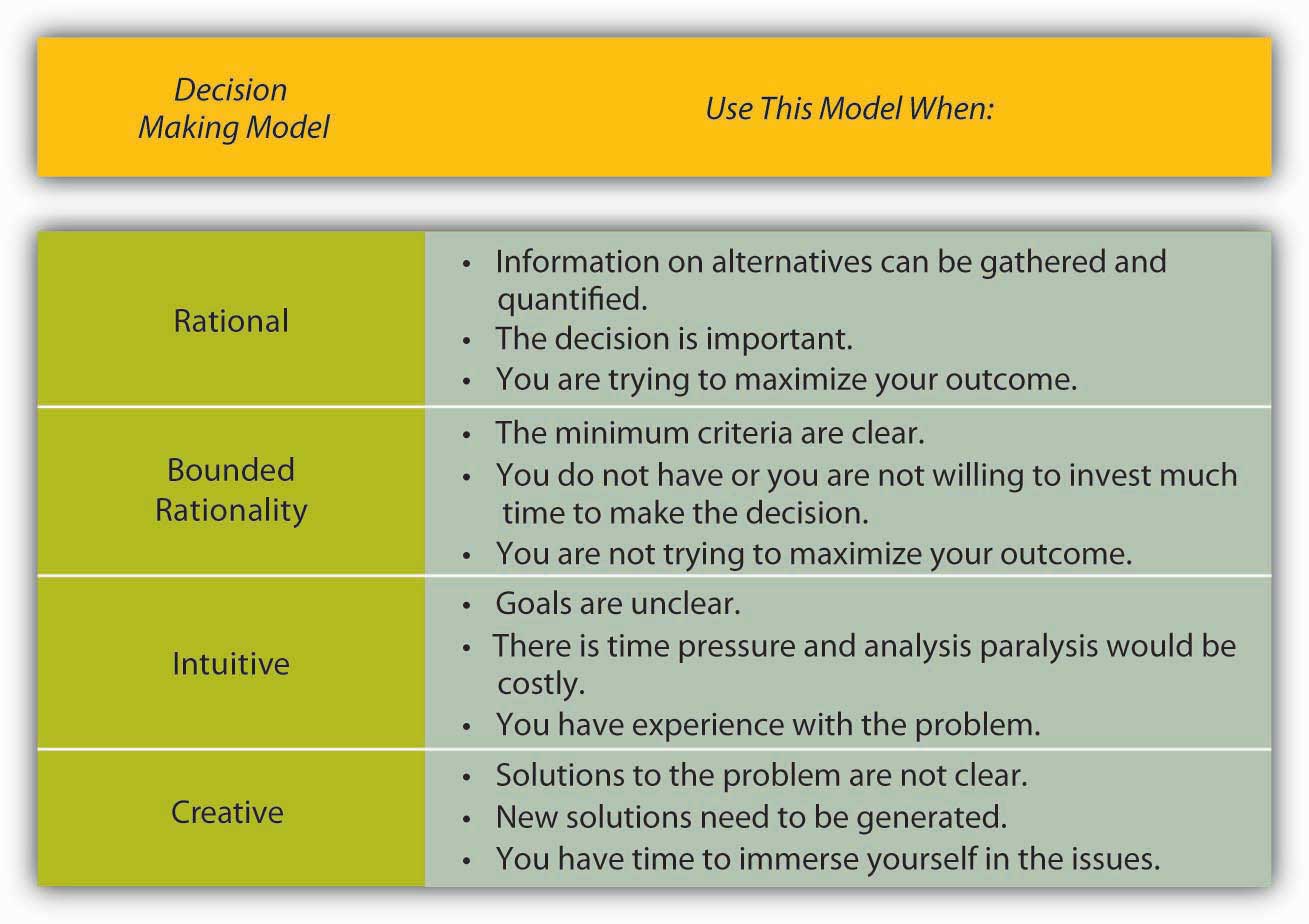 Decision
Making Model
Use This Model When:
Rational
• Information on alternatives can be gathered and
quantified.
• The decision is important.
• You are trying to maximize your outcome.
Bounded
Rationality
• The minimum criteria are clear.
• You do not have or you are not willing to invest much
time to make the decision.
• You are not trying to maximize your outcome.
Intuitive
• Goals are unclear.
• There is time pressure and analysis paralysis would be
costly.
• You have experience with the problem.
Creative
• Solutions to the problem are not clear.
• New solutions need to be generated.
• You have time to immerse yourself in the issues.